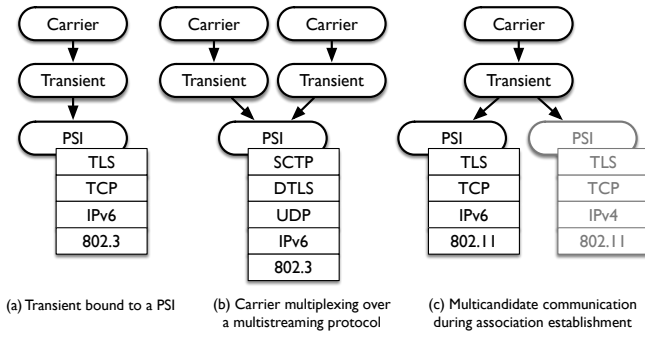 Carrier
Transient
PSI
TLS
TCP
IPv6
802.3
(a) Transient bound to a PSI
Carrier Carrier
Transient Transient
PSI
SCTP
DTLS
UDP
IPv6
802.3
(b) Carrier multiplexing over
a multistreaming protocol
Carrier
Transient
PSI
TLS
TCP
IPv6
802.11
PSI
TLS
TCP
IPv4
802.11
(c) Multicandidate communication
during association establishment